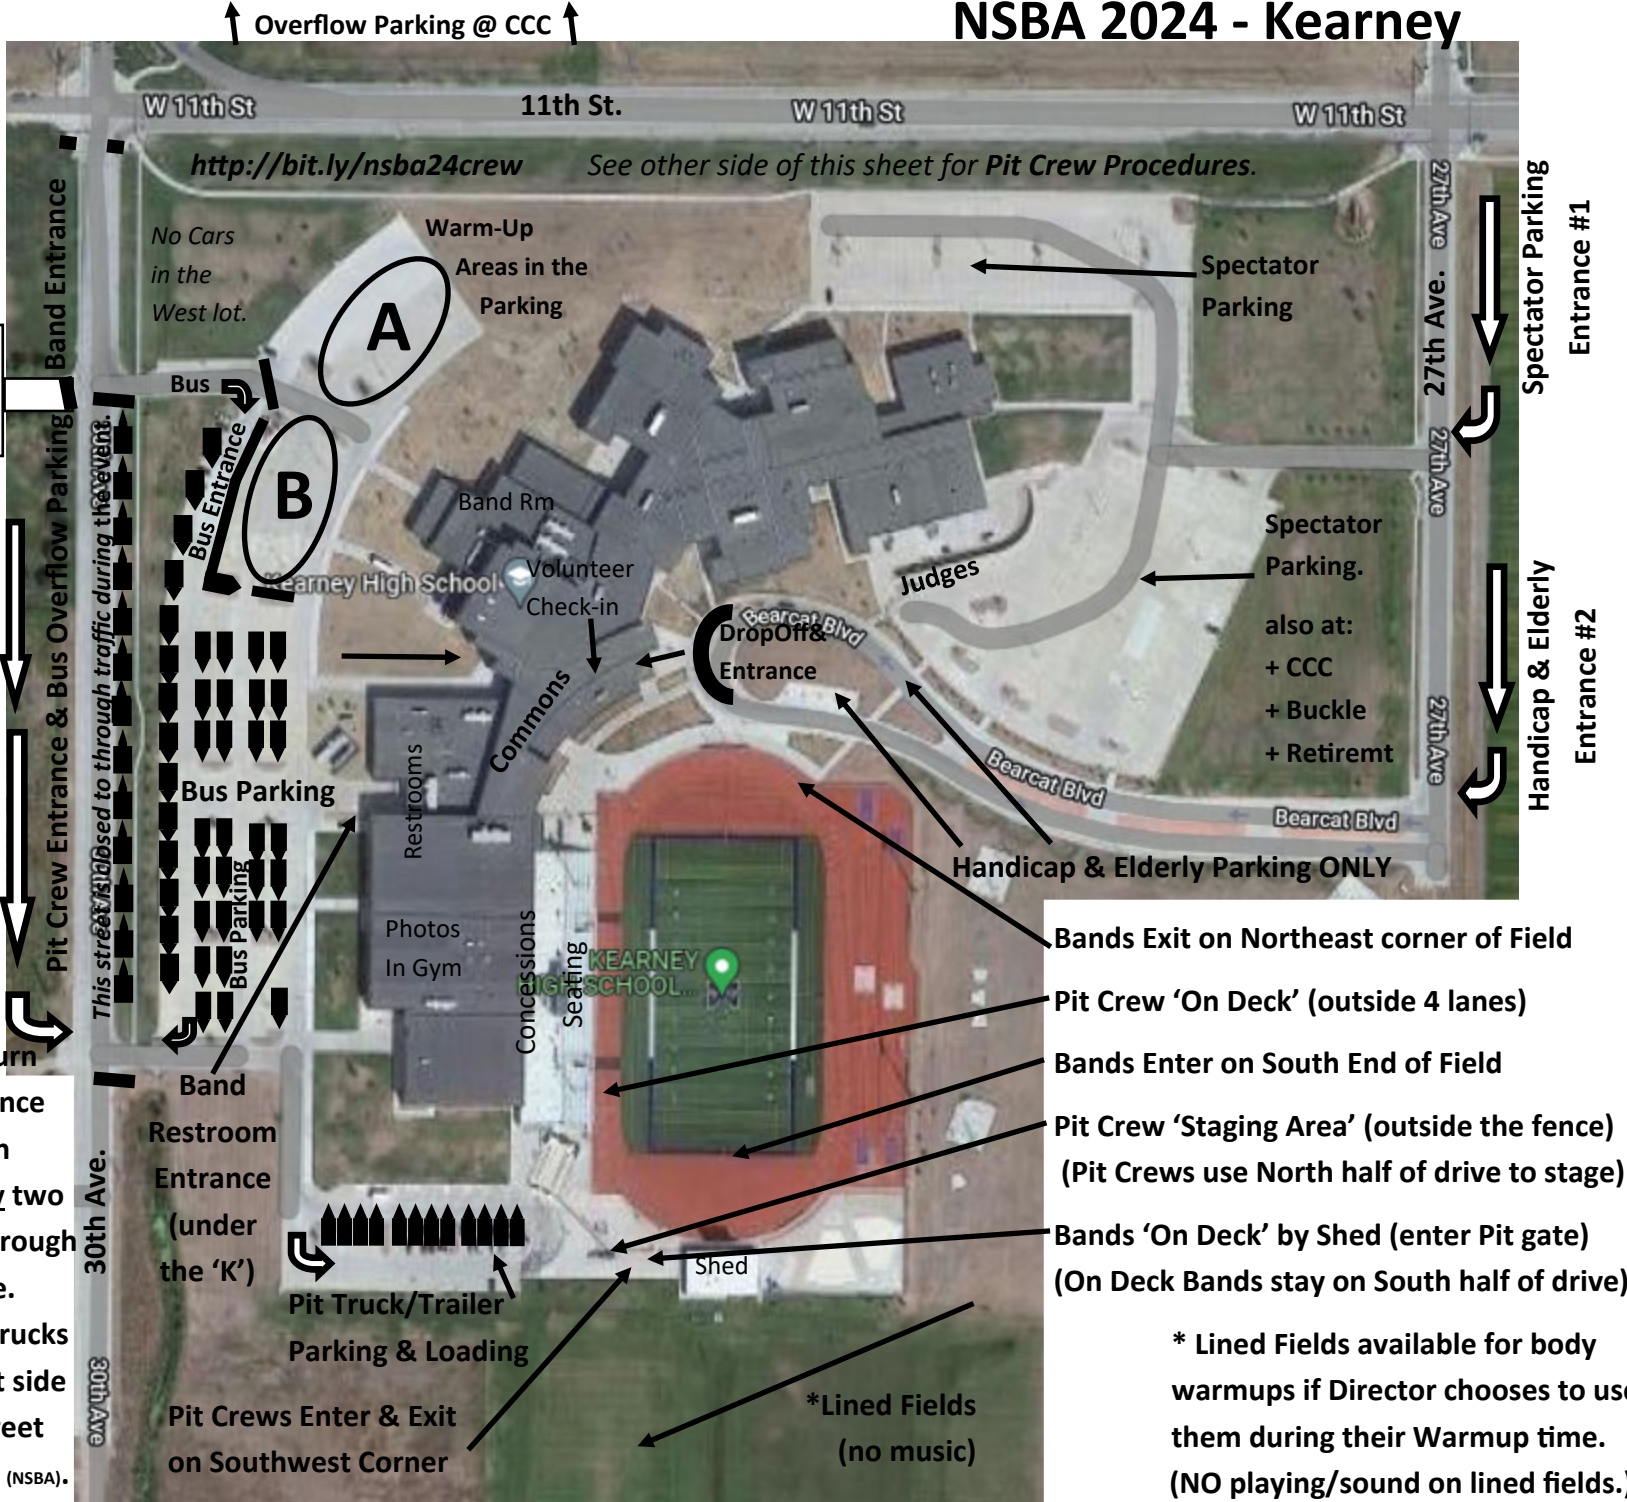 Overflow Parking @ CCC
NSBA 2024 - Kearney
W 11th St
11th St.
W 11th St
W 11th St
http://bit.ly/nsba24crew
See other side of this sheet for Pit Crew Procedures.
Band Entrance
No Cars
in the
West lot.
Warm-Up
Areas in the
Parking
A
Spectator
Parking
27th Ave
27th Ave.
27th Ave
27th Ave
Spectator Parking
Entrance #1
Bus
Bus Entrance
B
Band Rm
Kearney High School
Volunteer
Check-in
Judges
Spectator
Parking.
also at:
+ CCC
+ Buckle
+ Retiremt
Handicap & Elderly
Entrance #2
Pit Crew Entrance & Bus Overflow Parking
This street is closed to through traffic during the event.
Bearcat Blvd
DropOff&
Entrance
Commons
Restrooms
Bus Parking
Bus Parking
Bearcat Blvd
Bearcat Blvd
Handicap & Elderly Parking ONLY
Photos
In Gym
Concessions
Seating
KEARNEY
HIGH SCHOOL...
Bands Exit on Northeast corner of Field
Pit Crew ‘On Deck’ (outside 4 lanes)
Bands Enter on South End of Field
Pit Crew ‘Staging Area’ (outside the fence)
(Pit Crews use North half of drive to stage)
Bands ‘On Deck’ by Shed (enter Pit gate)
(On Deck Bands stay on South half of drive)
Band
Restroom
Entrance
(under
the ‘K’)
two
(NSBA).
30th Ave.
30th Ave
Shed
Pit Truck/Trailer
Parking & Loading
Pit Crews Enter & Exit
on Southwest Corner
*Lined Fields
(no music)
* Lined Fields available for body
warmups if Director chooses to use
them during their Warmup time.
(NO playing/sound on lined fields.)